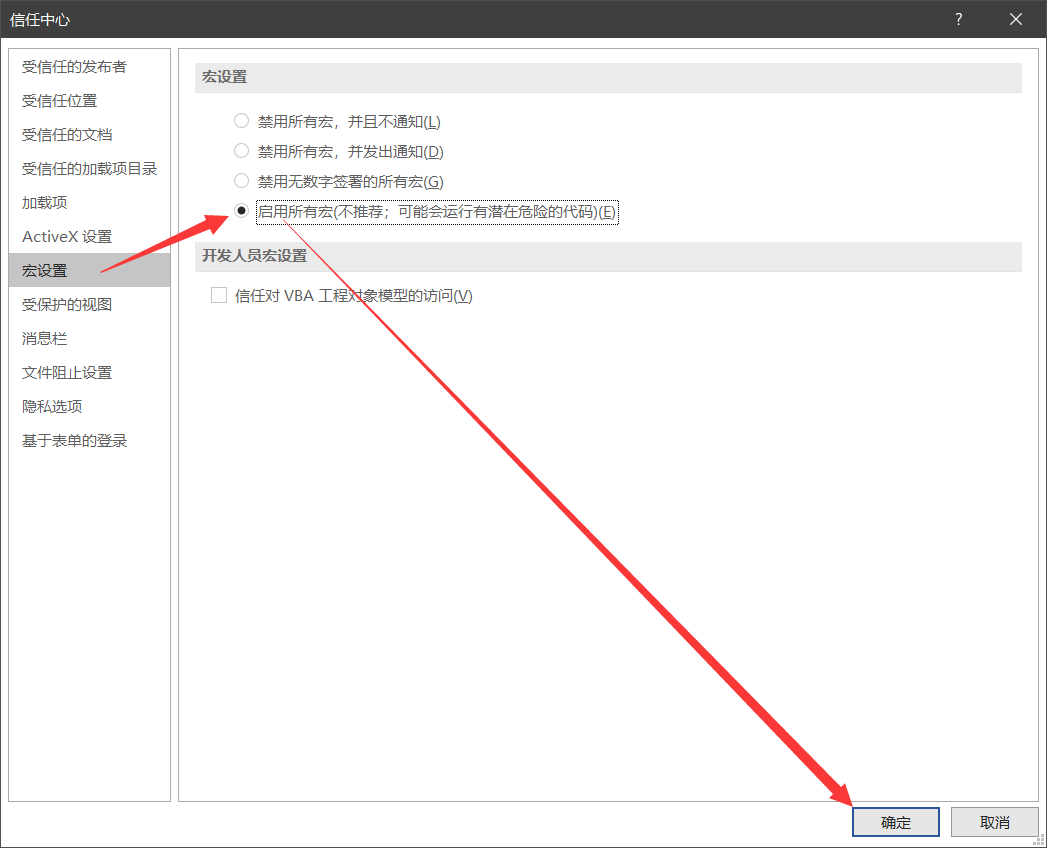 信任中心
?
受信任的发布者
受信任位置
受信任的文档
受信任的加载项目录
加载项
ActiveX 设置
宏设置
受保护的视图
消息栏
文件阻止设置
隐私选项
基于表单的登录
宏设置
禁用所有宏，并且不通知(L)
禁用所有宏，并发出通知(D)
禁用无数字签署的所有宏(G)
启用所有宏(不推荐；可能会运行有潜在危险的代码)(E)
开发人员宏设置
信任对 VBA 工程对象模型的访问(V)
确定
取消